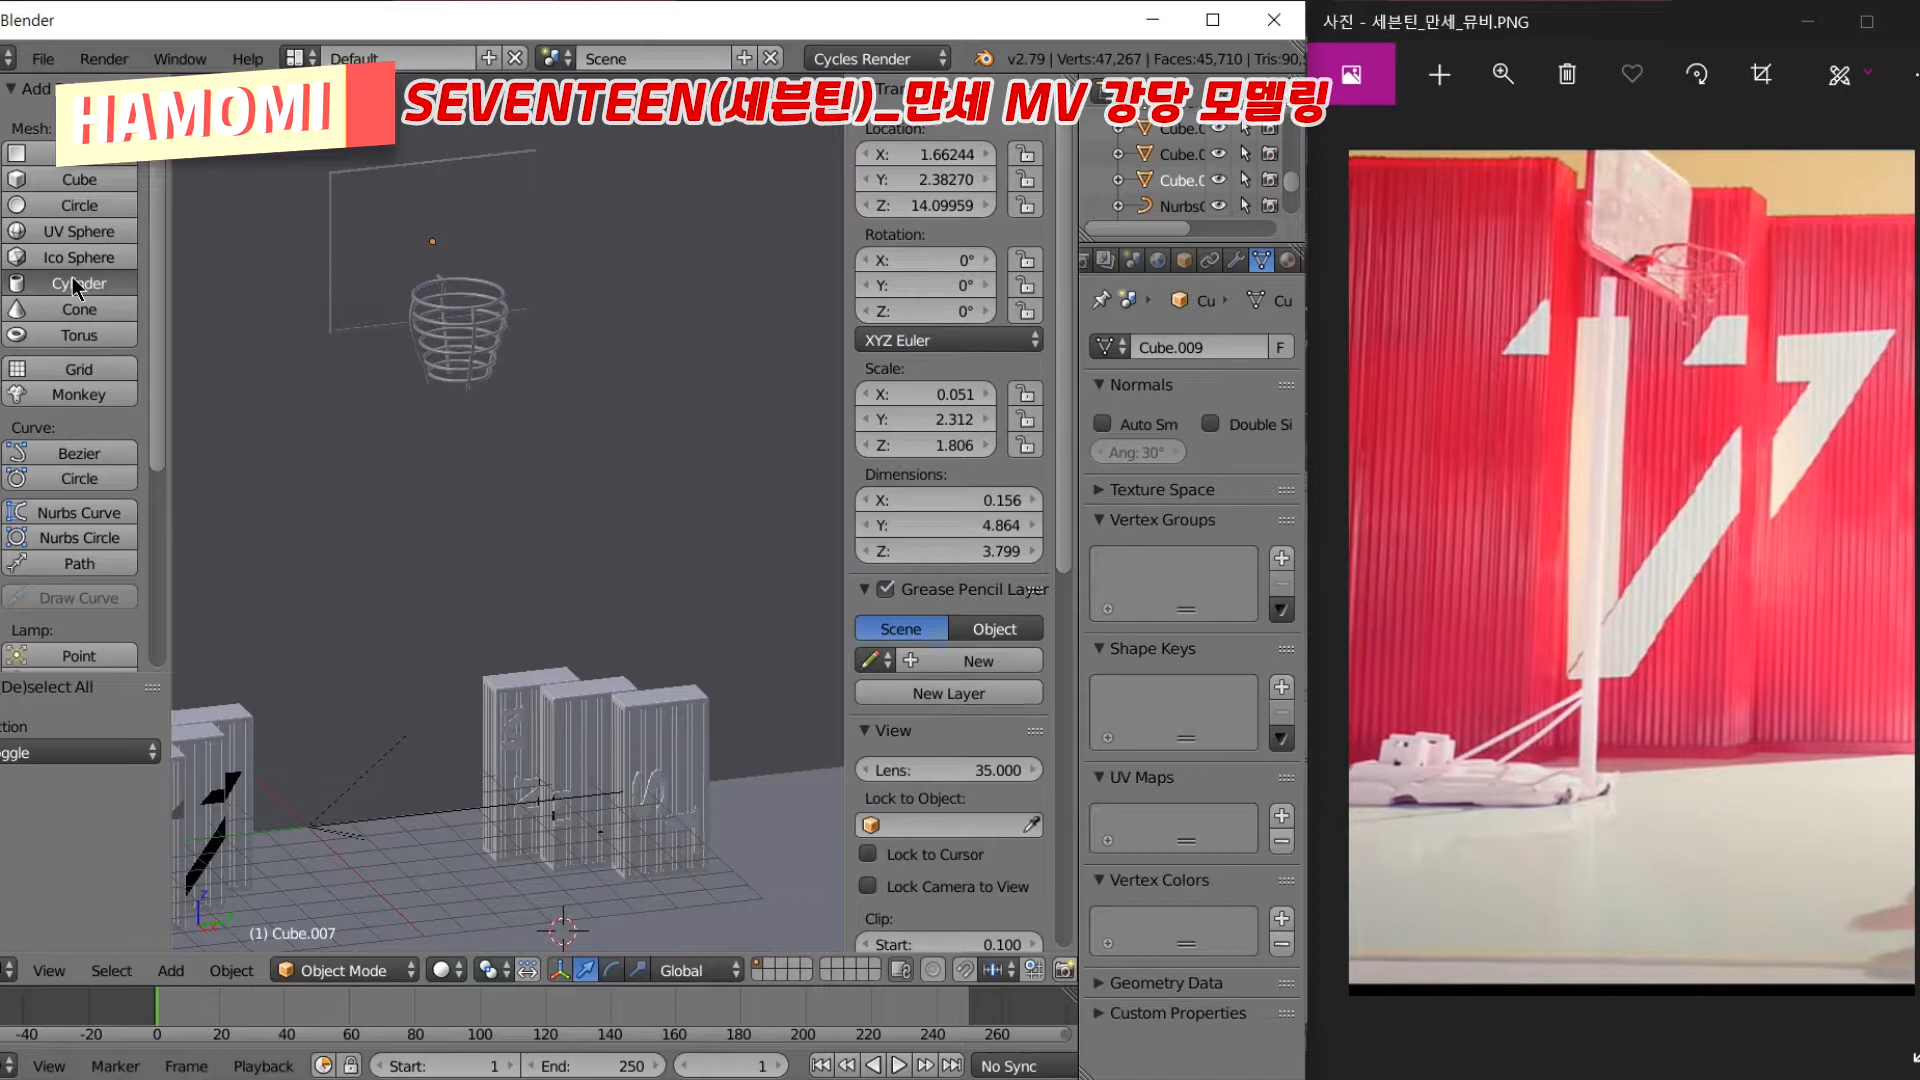 Blender
사진 - 세븐틴_만세_뮤비.PNG
File Render Window Help Default Scene Cycles Render v2.79 | Verts:47,267 | Faces:45,710 | Tris:90,
HAMOMI
SEVENTEEN(세븐틴)_만세 MV 강당 모델링
Add
Mesh:
Cube
Circle
UV Sphere
Ico Sphere
Cylinder
Cone
Torus
Grid
Monkey
Curve:
Bezier
Circle
Nurbs Curve
Nurbs Circle
Path
Draw Curve
Lamp:
Point
(De)select All
ction
oggle
(1) Cube.007
Location:
X: 1.66244
Y: 2.38270
Z: 14.09959
Rotation:
X: 0°
Y: 0°
Z: 0°
XYZ Euler
Scale:
X: 0.051
Y: 2.312
Z: 1.806
Dimensions:
X: 0.156
Y: 4.864
Z: 3.799
Grease Pencil Layer
Scene Object
New
New Layer
View
Lens: 35.000
Lock to Object:
Lock to Cursor
Lock Camera to View
Clip:
Start: 0.100
Cube.0
Cube.0
Cube.0
NurbsC
Cu Cu
Cube.009 F
Normals
Auto Sm Double Si
Ang: 30°
Texture Space
Vertex Groups
Shape Keys
UV Maps
Vertex Colors
Geometry Data
Custom Properties
View Select Add Object Object Mode Global
-40 -20 0 20 40 60 80 100 120 140 160 180 200 220 240 260
View Marker Frame Playback Start: 1 End: 250 1 No Sync